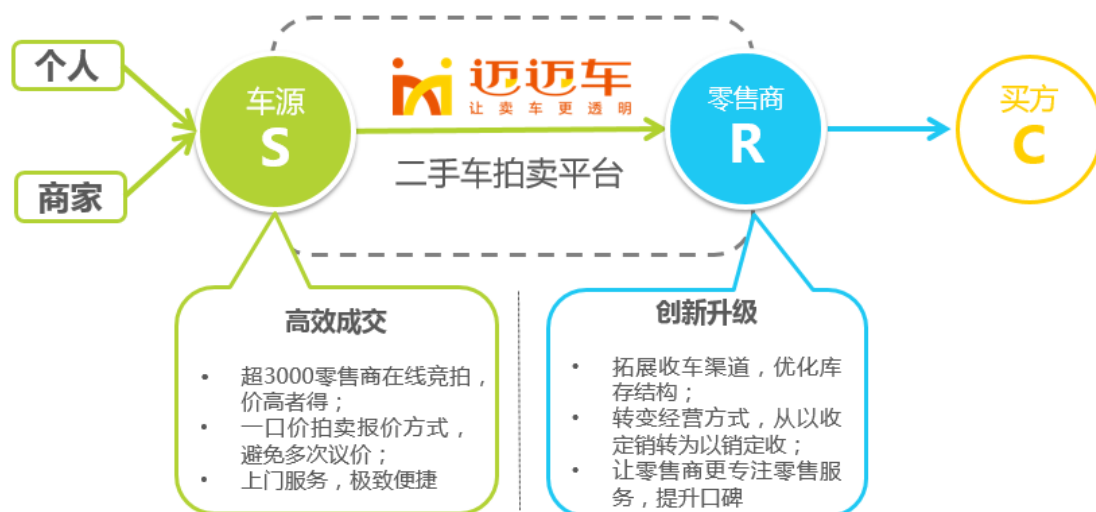 个人
商家
车源
S
迈迈车
让卖车更透明
二手车拍卖平台
零售商
R
买方
C
高效成交
• 超3000零售商在线竞拍，
价高者得；
• 一口价拍卖报价方式，
避免多次议价；
• 上门服务，极致便捷
创新升级
• 拓展收车渠道，优化库
存结构；
• 转变经营方式，从以收
定销转为以销定收；
• 让零售商更专注零售服
务，提升口碑